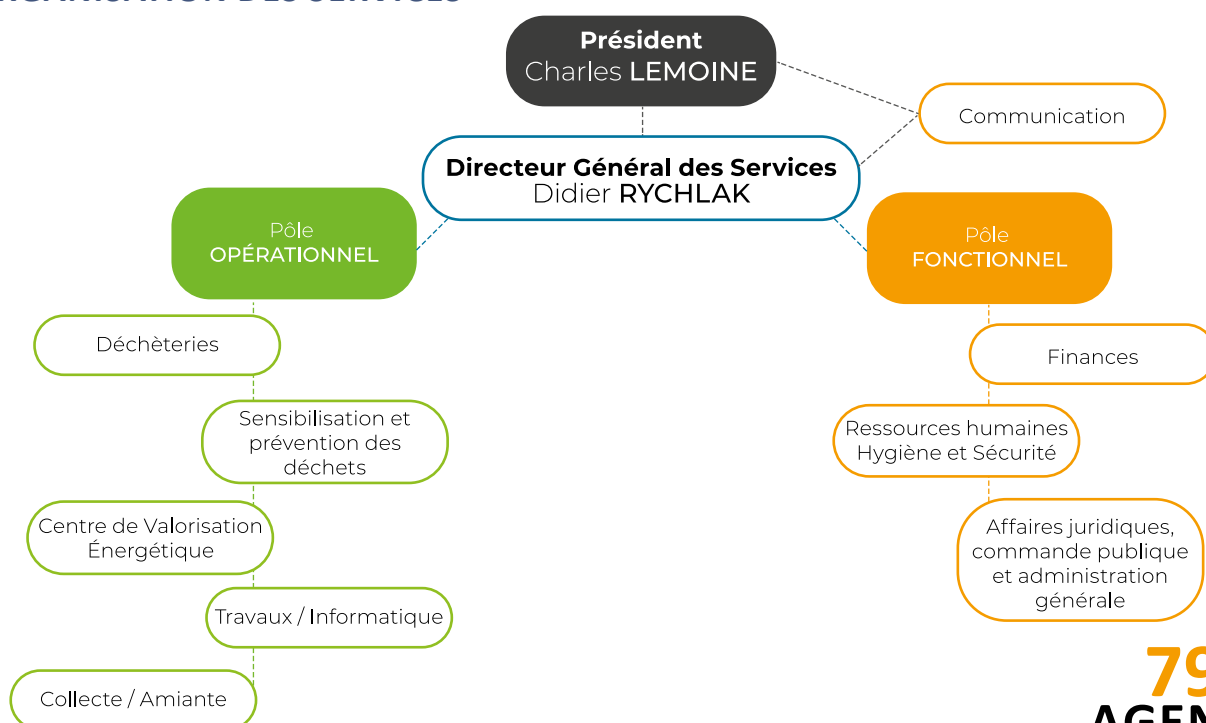 Président
Charles LEMOINE
Communication
Directeur Général des Services
Didier RYCHLAK
Pôle
OPÉRATIONNEL
Pôle
FONCTIONNEL
Déchèteries
Sensibilisation et
prévention des
déchets
Centre de Valorisation
Énergétique
Travaux / Informatique
Collecte / Amiante
Finances
Ressources humaines
Hygiène et Sécurité
Affaires juridiques,
commande publique
et administration
générale
79